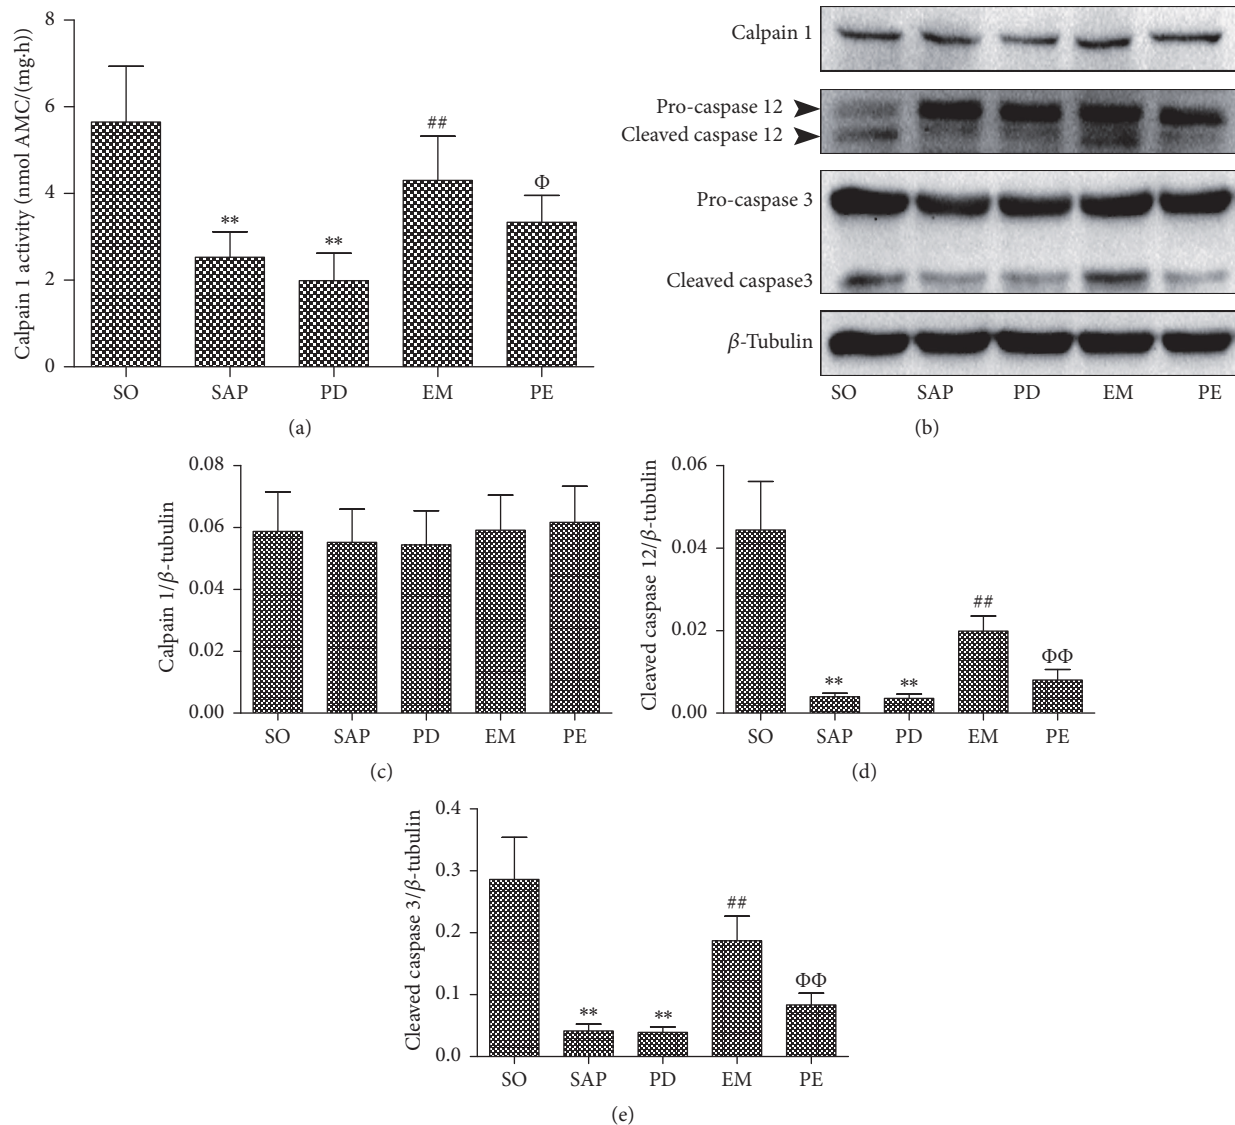 Calpain 1 activity (nmol AMC/(mg·h))
8
6
4
2
0
**
**
##
Φ
SO SAP PD EM PE
(a)
Calpain 1
Pro-caspase 12
Cleaved caspase 12
Pro-caspase 3
Cleaved caspase3
β-Tubulin
SO SAP PD EM PE
(b)
Calpain 1/β-tubulin
0.08
0.06
0.04
0.02
0.00
SO SAP PD EM PE
(c)
Cleaved caspase 12/β-tubulin
0.06
0.04
0.02
0.00
**
**
##
ΦΦ
SO SAP PD EM PE
(d)
Cleaved caspase 3/β-tubulin
0.4
0.3
0.2
0.1
0.0
**
**
##
ΦΦ
SO SAP PD EM PE
(e)